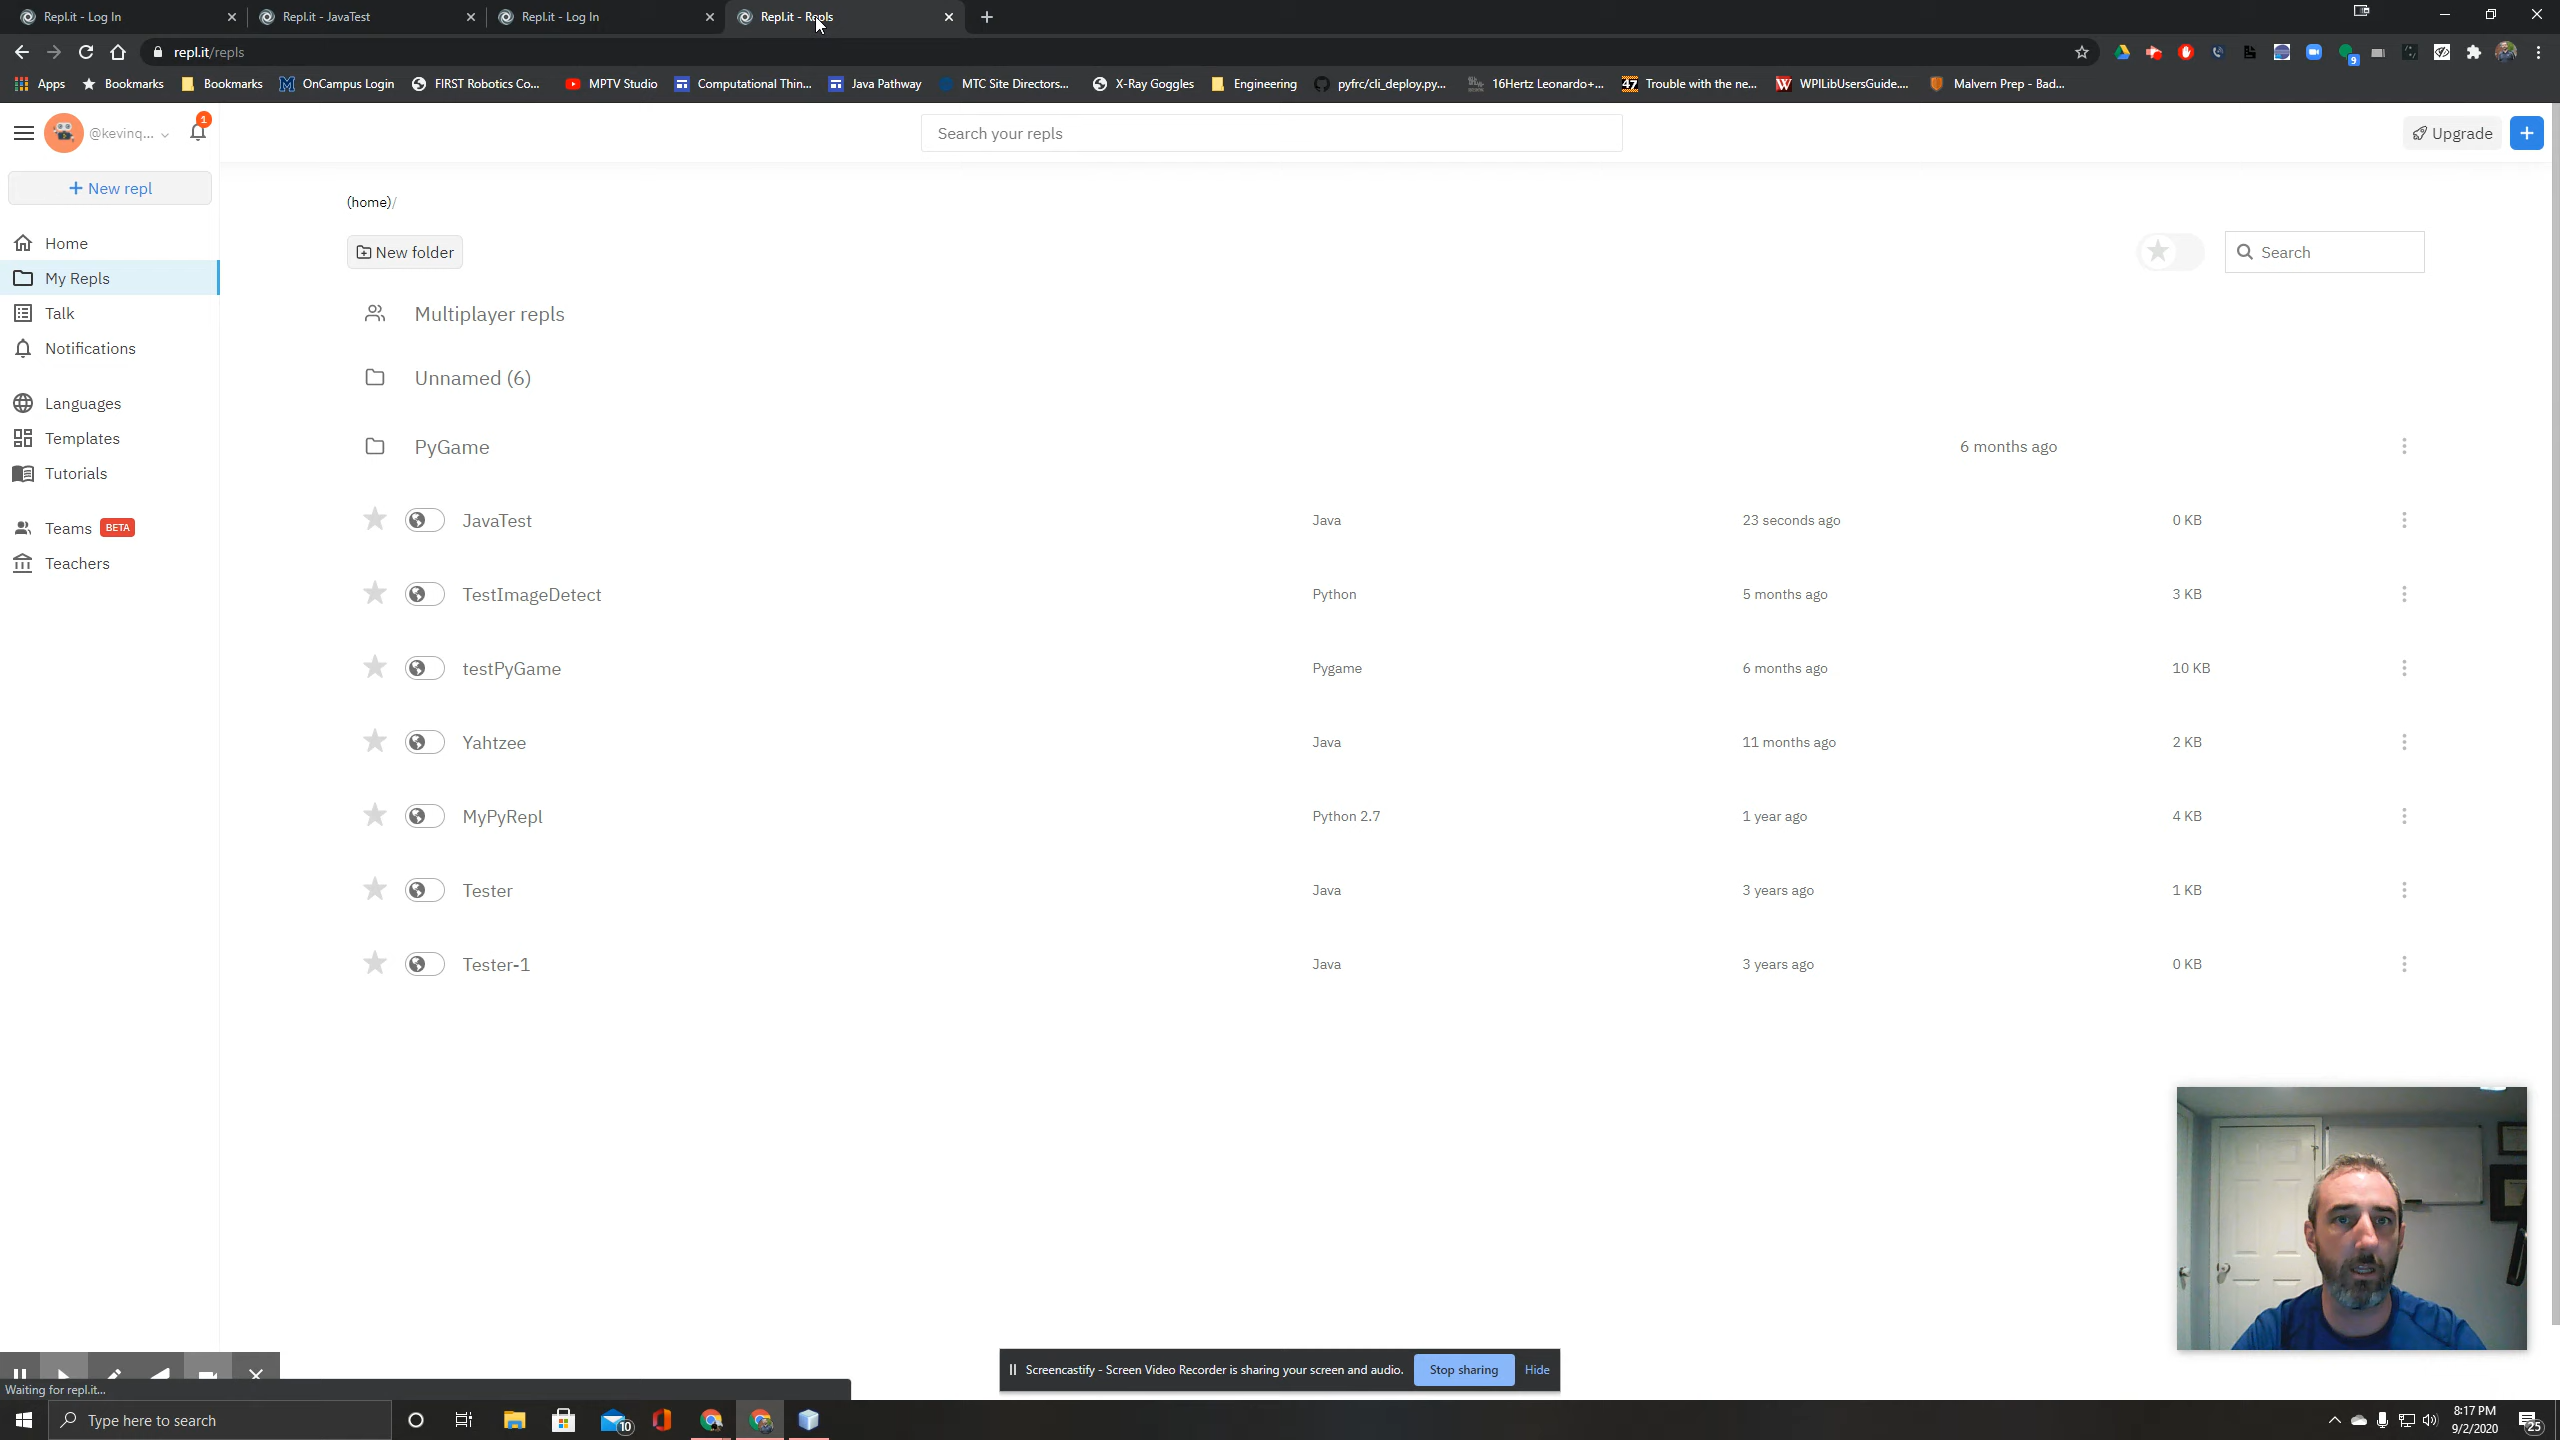 Repl.it - Log In
Repl.it - JavaTest
Repl.it - Log In
Repl.it - Repls
repl.it/repls
9
Apps
Bookmarks
Bookmarks
OnCampus Login
FIRST Robotics Co...
MPTV Studio
Computational Thin...
Java Pathway
MTC Site Directors...
X-Ray Goggles
Engineering
pyfrc/cli_deploy.py...
16Hertz Leonardo+...
Trouble with the ne...
WPILibUsersGuide....
Malvern Prep - Bad...
@kevinq...
1
Search your repls
Upgrade
+ New repl
Home
My Repls
Talk
Notifications
Languages
Templates
Tutorials
Teams BETA
Teachers
(home)/
New folder
Search
Multiplayer repls
Unnamed (6)
PyGame 6 months ago
JavaTest Java 23 seconds ago 0 KB
TestImageDetect Python 5 months ago 3 KB
testPyGame Pygame 6 months ago 10 KB
Yahtzee Java 11 months ago 2 KB
MyPyRepl Python 2.7 1 year ago 4 KB
Tester Java 3 years ago 1 KB
Tester-1 Java 3 years ago 0 KB
Screencastify - Screen Video Recorder is sharing your screen and audio. Stop sharing Hide
Waiting for repl.it...
Type here to search
10
8:17 PM
9/2/2020
25